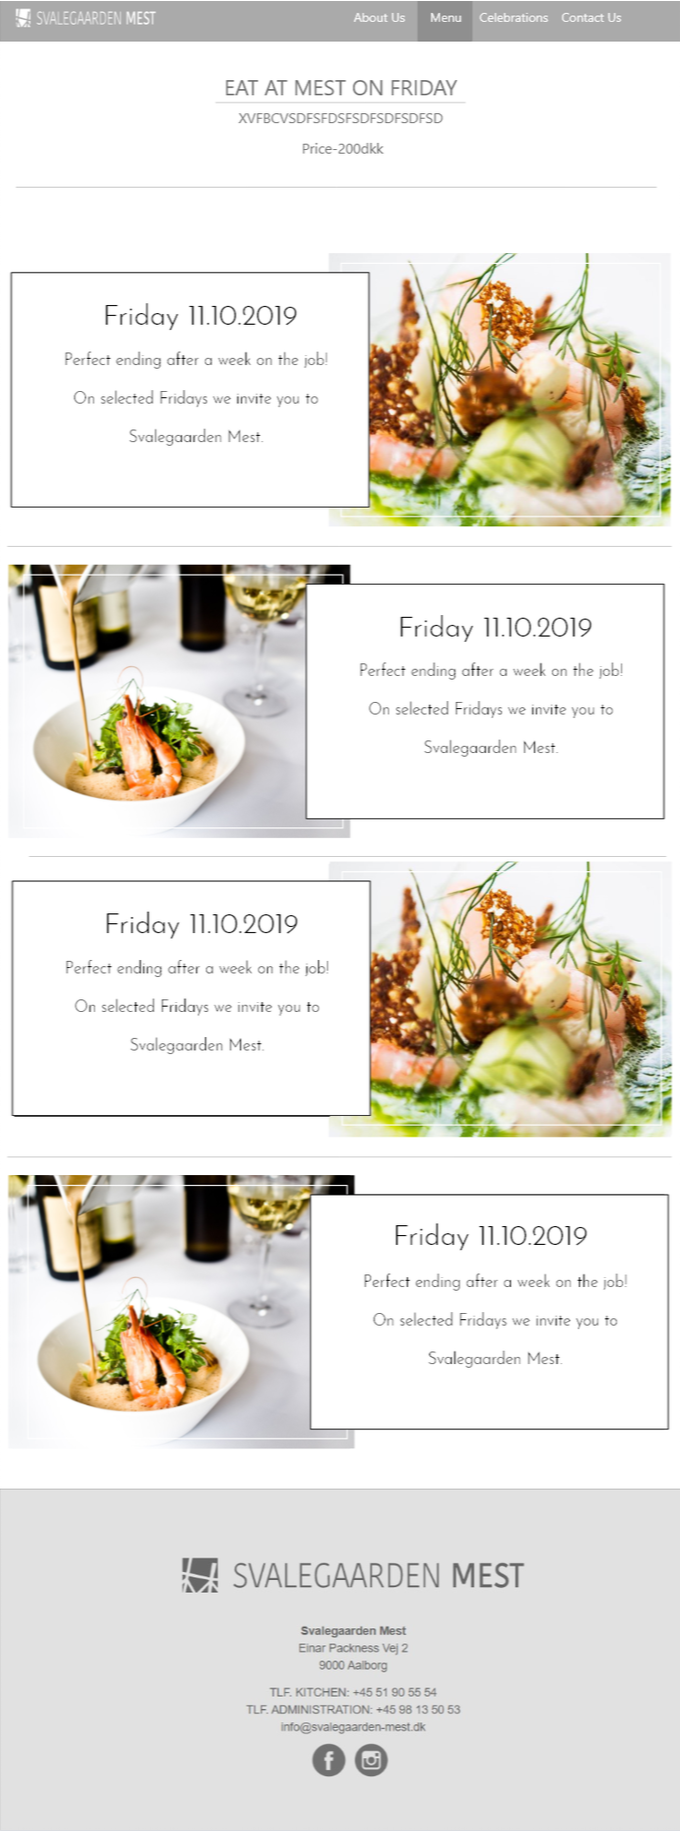 SVALEGAARDEN MEST
About Us Menu Celebrations Contact Us
EAT AT MEST ON FRIDAY
XVFBCVSDFSFDSFSDFSDFSDFSD
Price-200dkk
Friday 11.10.2019
Perfect ending after a week on the job!
On selected Fridays we invite you to
Svalegaarden Mest.
Friday 11.10.2019
Perfect ending after a week on the job!
On selected Fridays we invite you to
Svalegaarden Mest.
Friday 11.10.2019
Perfect ending after a week on the job!
On selected Fridays we invite you to
Svalegaarden Mest.
Friday 11.10.2019
Perfect ending after a week on the job!
On selected Fridays we invite you to
Svalegaarden Mest.
SVALEGAARDEN MEST
Svalegaarden Mest
Einar Packness Vej 2
9000 Aalborg
TLF. KITCHEN: +45 51 90 55 54
TLF. ADMINISTRATION: +45 98 13 50 53
info@svalegaarden-mest.dk